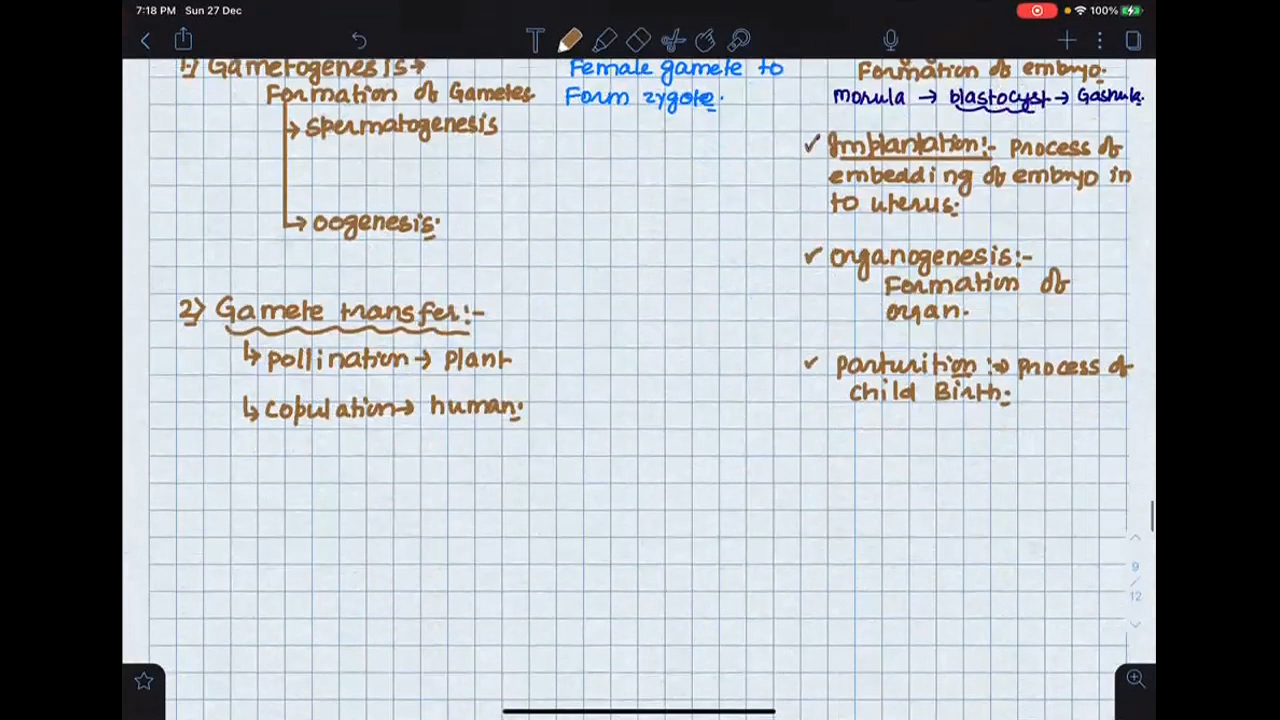 7:18 PM Sun 27 Dec
100%
1) Gametogenesis →
Formation of Gametes
→ spermatogenesis
→ oogenesis.
2) Gamete transfer:-
↳ pollination → plant
↳ copulation → human.
Female gamete to
Form zygote.
Formation of embryo.
morula → blastocyst → Gastrula.
✓ Implantation:- process of
embedding of embryo in
to uterus.
✓ organogenesis:-
Formation of
organ.
✓ parturition :⇒ process of
child Birth.
9
/
12